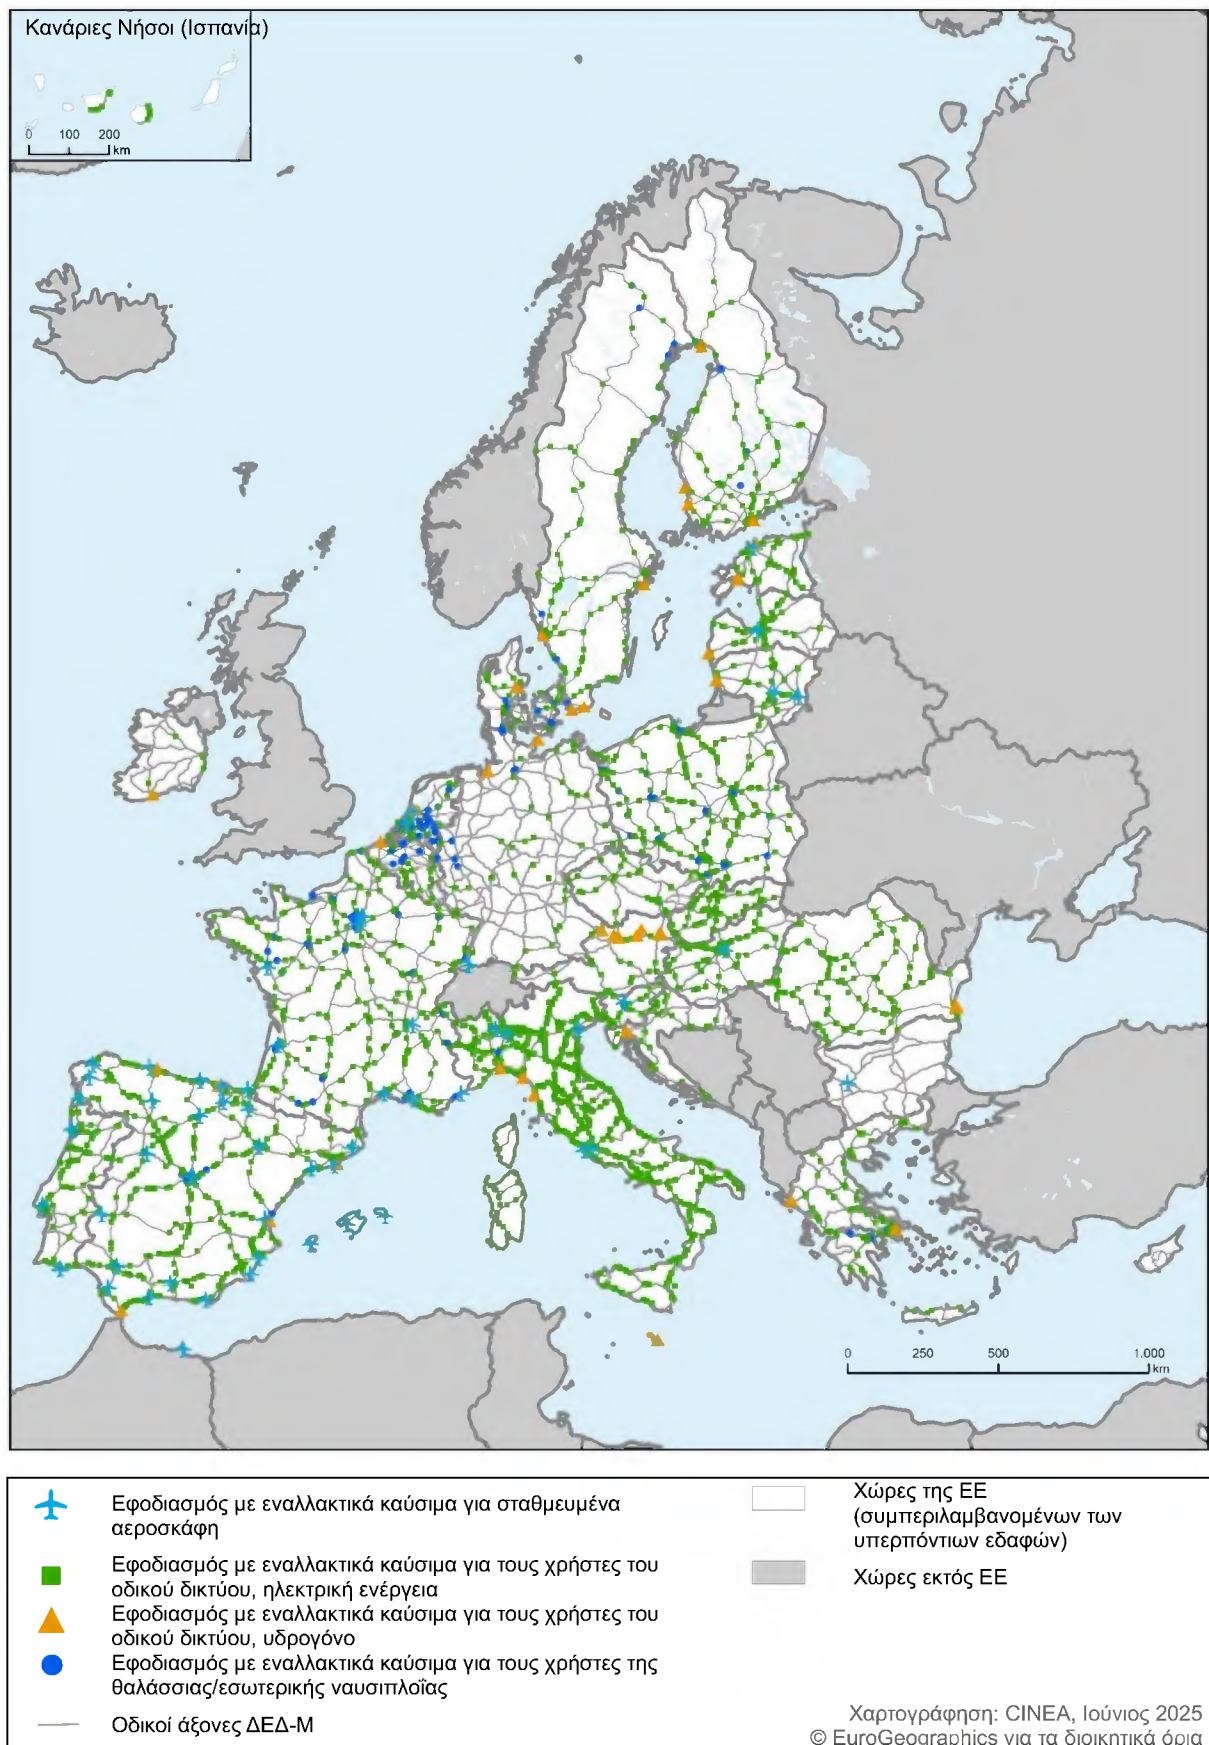 Κανάριες Νήσοι (Ισπανία)
0 100 200
km
0 250 500 1.000
km
Εφοδιασμός με εναλλακτικά καύσιμα για σταθμευμένα
αεροσκάφη
Εφοδιασμός με εναλλακτικά καύσιμα για τους χρήστες του
οδικού δικτύου, ηλεκτρική ενέργεια
Εφοδιασμός με εναλλακτικά καύσιμα για τους χρήστες του
οδικού δικτύου, υδρογόνο
Εφοδιασμός με εναλλακτικά καύσιμα για τους χρήστες της
θαλάσσιας/εσωτερικής ναυσιπλοΐας
Οδικοί άξονες ΔΕΔ-Μ
Χώρες της ΕΕ
(συμπεριλαμβανομένων των
υπερπόντιων εδαφών)
Χώρες εκτός ΕΕ
Χαρτογράφηση: CINEA, Ιούνιος 2025
© EuroGeographics για τα διοικητικά όρια